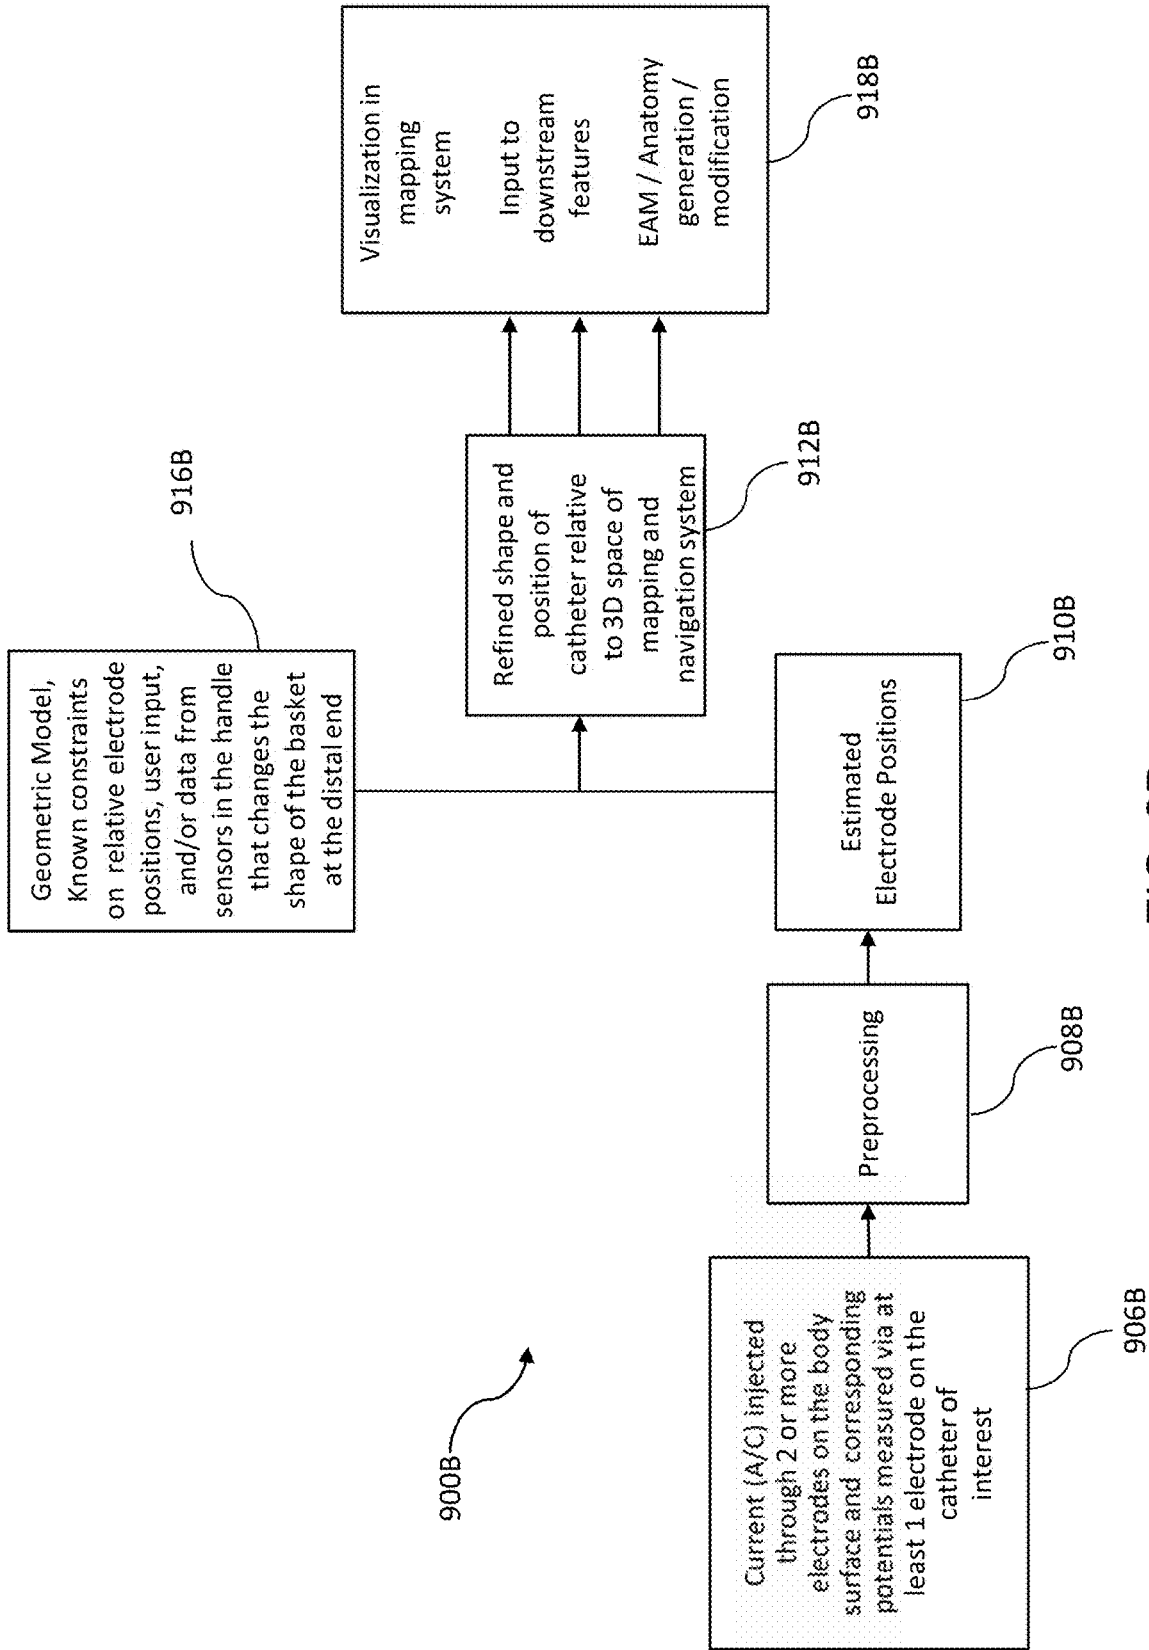 Geometric Model,
Known constraints
on relative electrode
positions, user input,
and/or data from
sensors in the handle
that changes the
shape of the basket
at the distal end
916B
Visualization in
mapping
system
Input to
downstream
features
EAM / Anatomy
generation /
modification
918B
Refined shape and
position of
catheter relative
to 3D space of
mapping and
navigation system
912B
900B
Current (A/C) injected
through 2 or more
electrodes on the body
surface and corresponding
potentials measured via at
least 1 electrode on the
catheter of
interest
906B
Preprocessing
908B
Estimated
Electrode Positions
910B